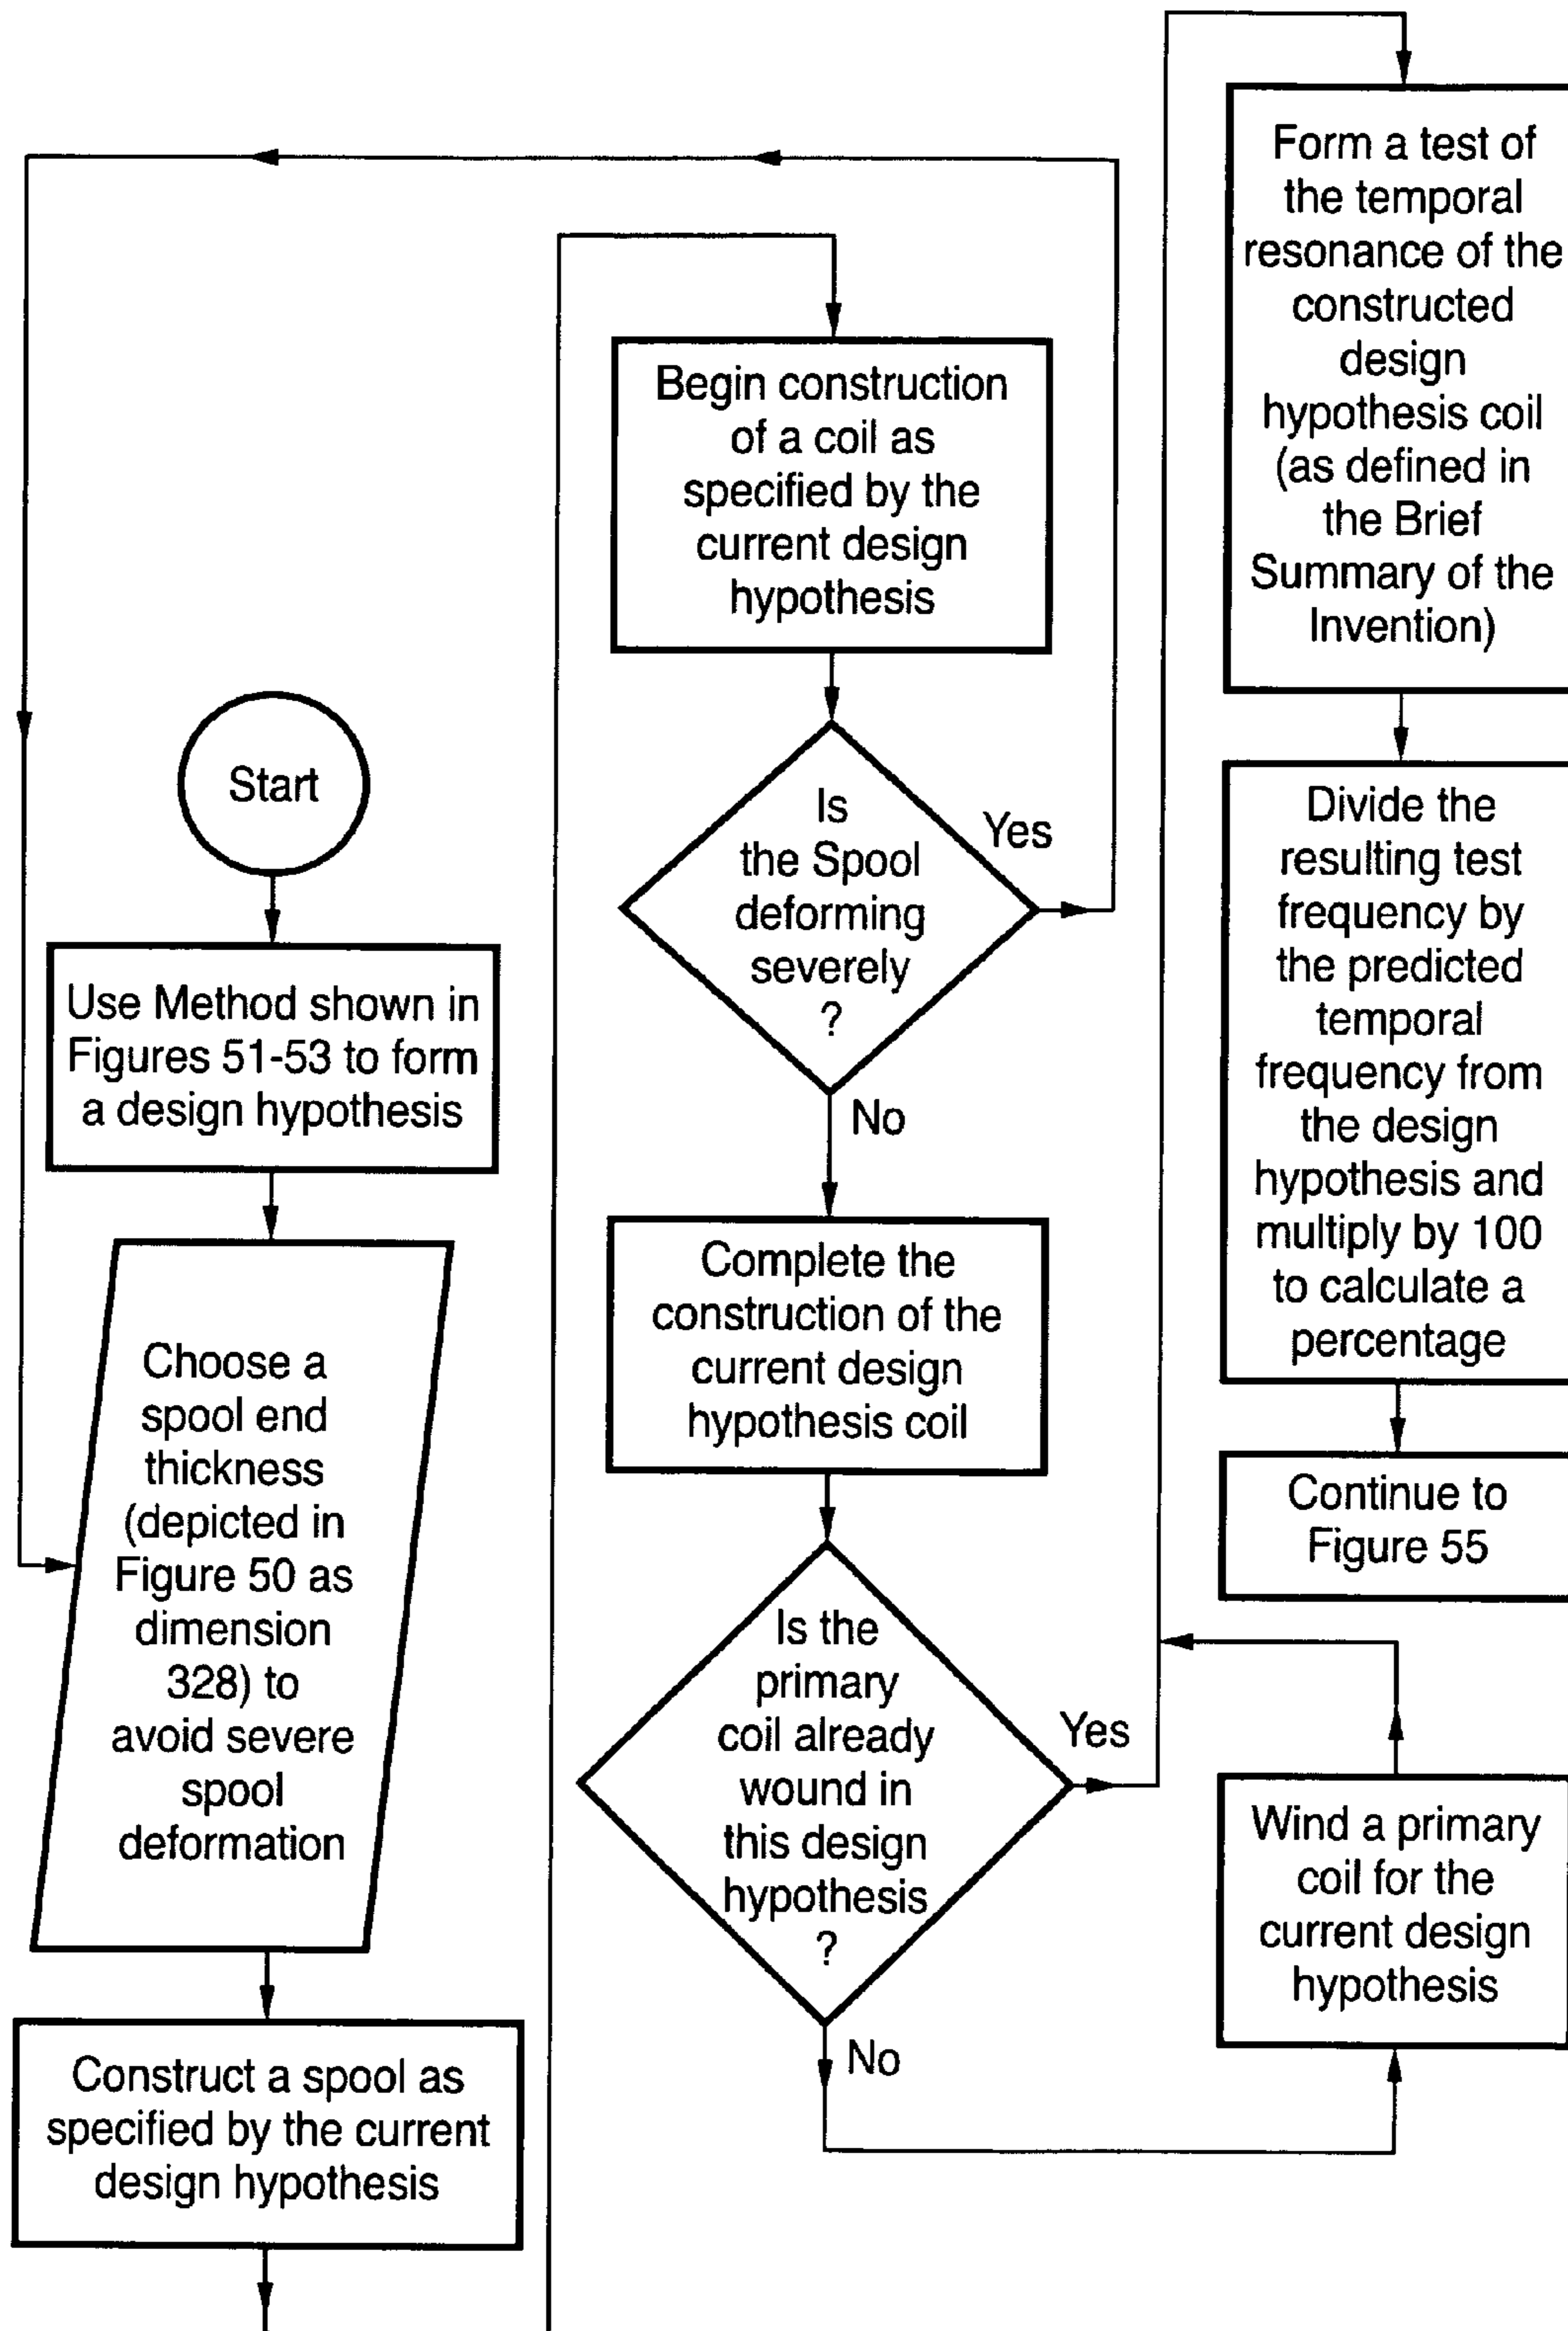 Start
Use Method shown in
Figures 51-53 to form
a design hypothesis
Choose a
spool end
thickness
(depicted in
Figure 50 as
dimension
328) to
avoid severe
spool
deformation
Construct a spool as
specified by the current
design hypothesis
Begin construction
of a coil as
specified by the
current design
hypothesis
Is
the Spool
deforming
severely
?
Yes
No
Complete the
construction of the
current design
hypothesis coil
Is the
primary
coil already
wound in
this design
hypothesis
?
Yes
No
Wind a primary
coil for the
current design
hypothesis
Form a test of
the temporal
resonance of the
constructed
design
hypothesis coil
(as defined in
the Brief
Summary of the
Invention)
Divide the
resulting test
frequency by
the predicted
temporal
frequency from
the design
hypothesis and
multiply by 100
to calculate a
percentage
Continue to
Figure 55